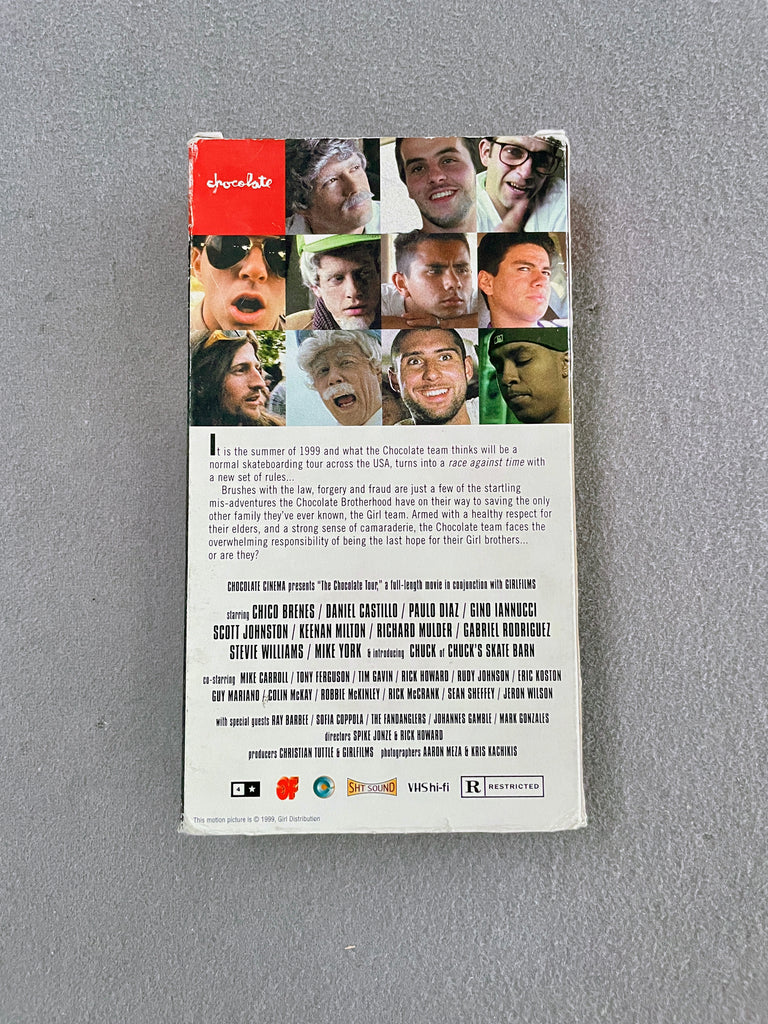 chocolate
It is the summer of 1999 and what the Chocolate team thinks will be a
normal skateboarding tour across the USA, turns into a race against time with
a new set of rules...
Brushes with the law, forgery and fraud are just a few of the startling
mis-adventures the Chocolate Brotherhood have on their way to saving the only
other family they've ever known, the Girl team. Armed with a healthy respect for
their elders, and a strong sense of camaraderie, the Chocolate team faces the
overwhelming responsibility of being the last hope for their Girl brothers...
or are they?
CHOCOLATE CINEMA presents "The Chocolate Tour," a full-length movie in conjunction with GIRLFILMS
starring CHICO BRENES / DANIEL CASTILLO / PAULO DIAZ / GINO IANNUCCI
SCOTT JOHNSTON / KEENAN MILTON / RICHARD MULDER / GABRIEL RODRIGUEZ
STEVIE WILLIAMS / MIKE YORK & introducing CHUCK of CHUCK'S SKATE BARN
co-starring MIKE CARROLL / TONY FERGUSON / TIM GAVIN / RICK HOWARD / RUDY JOHNSON / ERIC KOSTON
GUY MARIANO / COLIN McKAY / ROBBIE McKINLEY / RICK McCRANK / SEAN SHEFFEY / JERON WILSON
with special guests RAY BARBEE / SOFIA COPPOLA / THE FANDANGLERS / JOHANNES GAMBLE / MARK GONZALES
directors SPIKE JONZE & RICK HOWARD
producers CHRISTIAN TUTTLE & GIRLFILMS photographers AARON MEZA & KRIS KACHIKIS
4 ★ GF SHT SOUND VHS hi-fi R RESTRICTED
This motion picture is © 1999, Girl Distribution